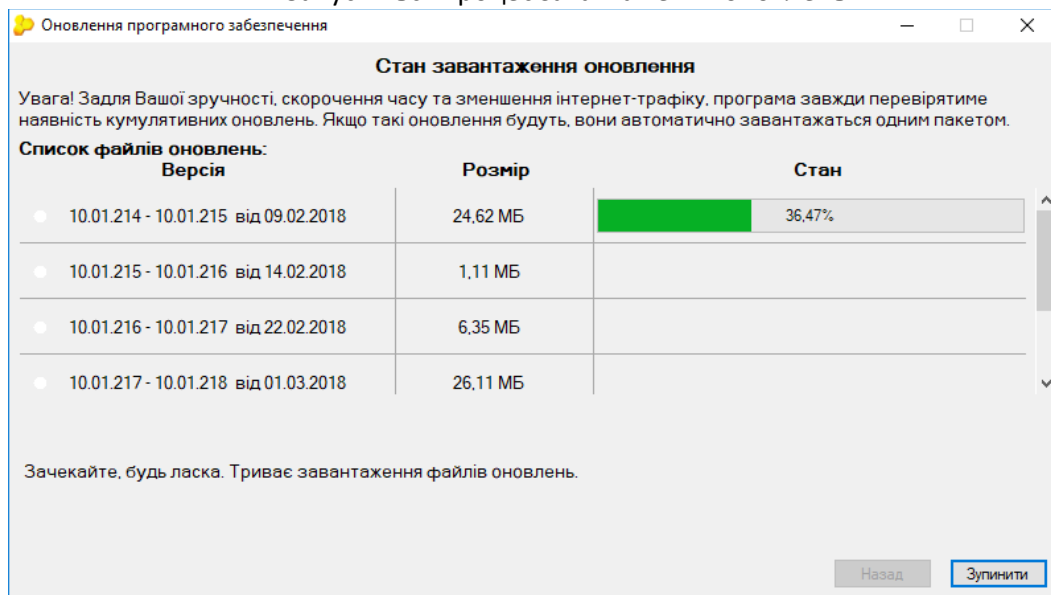 Оновлення програмного забезпечення
Стан завантаження оновлення
Увага! Задля Вашої зручності, скорочення часу та зменшення інтернет-трафіку, програма завжди перевірятиме
наявність кумулятивних оновлень. Якщо такі оновлення будуть, вони автоматично завантажаться одним пакетом.
Список файлів оновлень:
Версія Розмір Стан
10.01.214 - 10.01.215 від 09.02.2018 24,62 МБ 36,47%
10.01.215 - 10.01.216 від 14.02.2018 1,11 МБ
10.01.216 - 10.01.217 від 22.02.2018 6,35 МБ
10.01.217 - 10.01.218 від 01.03.2018 26,11 МБ
Зачекайте, будь ласка. Триває завантаження файлів оновлень.
Назад Зупинити